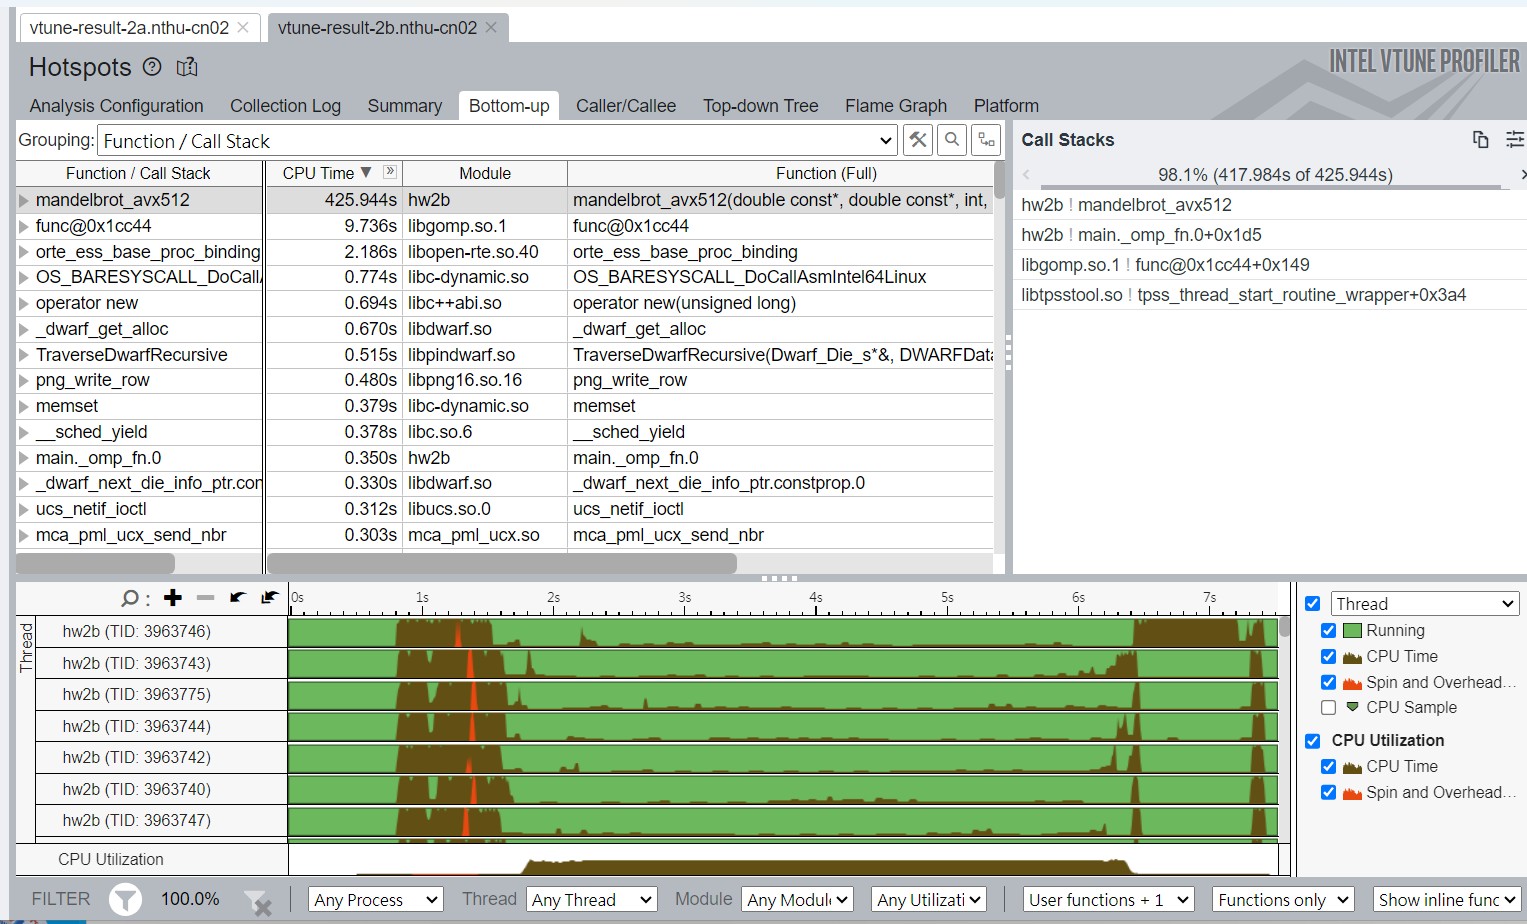 vtune-result-2a.nthu-cn02
vtune-result-2b.nthu-cn02
Hotspots
INTEL VTUNE PROFILER
Analysis Configuration Collection Log Summary Bottom-up Caller/Callee Top-down Tree Flame Graph Platform
Grouping: Function / Call Stack
Function / Call Stack CPU Time Module Function (Full)
mandelbrot_avx512 425.944s hw2b mandelbrot_avx512(double const*, double const*, int,
func@0x1cc44 9.736s libgomp.so.1 func@0x1cc44
orte_ess_base_proc_binding 2.186s libopen-rte.so.40 orte_ess_base_proc_binding
OS_BARESYSCALL_DoCall 0.774s libc-dynamic.so OS_BARESYSCALL_DoCallAsmIntel64Linux
operator new 0.694s libc++abi.so operator new(unsigned long)
_dwarf_get_alloc 0.670s libdwarf.so _dwarf_get_alloc
TraverseDwarfRecursive 0.515s libpindwarf.so TraverseDwarfRecursive(Dwarf_Die_s*&, DWARFData
png_write_row 0.480s libpng16.so.16 png_write_row
memset 0.379s libc-dynamic.so memset
__sched_yield 0.378s libc.so.6 __sched_yield
main._omp_fn.0 0.350s hw2b main._omp_fn.0
_dwarf_next_die_info_ptr.con 0.330s libdwarf.so _dwarf_next_die_info_ptr.constprop.0
ucs_netif_ioctl 0.312s libucs.so.0 ucs_netif_ioctl
mca_pml_ucx_send_nbr 0.303s mca_pml_ucx.so mca_pml_ucx_send_nbr
Call Stacks
98.1% (417.984s of 425.944s)
hw2b ! mandelbrot_avx512
hw2b ! main._omp_fn.0+0x1d5
libgomp.so.1 ! func@0x1cc44+0x149
libtpsstool.so ! tpss_thread_start_routine_wrapper+0x3a4
0s 1s 2s 3s 4s 5s 6s 7s
Thread
hw2b (TID: 3963746)
hw2b (TID: 3963743)
hw2b (TID: 3963775)
hw2b (TID: 3963744)
hw2b (TID: 3963742)
hw2b (TID: 3963740)
hw2b (TID: 3963747)
CPU Utilization
Thread
Running
CPU Time
Spin and Overhead...
CPU Sample
CPU Utilization
CPU Time
Spin and Overhead...
FILTER 100.0% Any Process Thread Any Thread Module Any Modul Any Utilizati User functions + 1 Functions only Show inline func